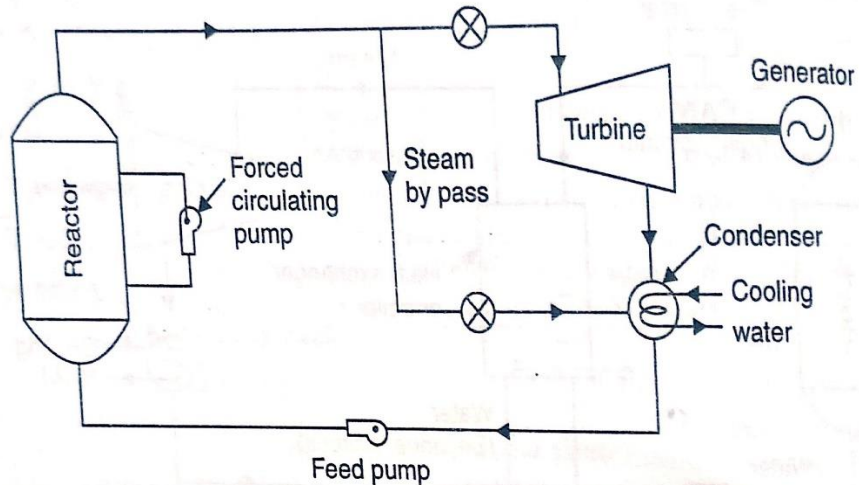 Generator
Turbine
Steam
by pass
Forced
circulating
pump
Reactor
Condenser
Cooling
water
Feed pump